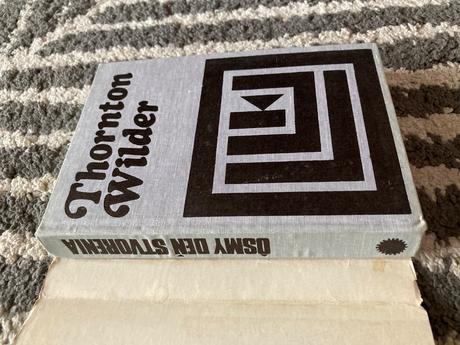 Thornton
Wilder
ÔSMY DEŇ STVORENIA